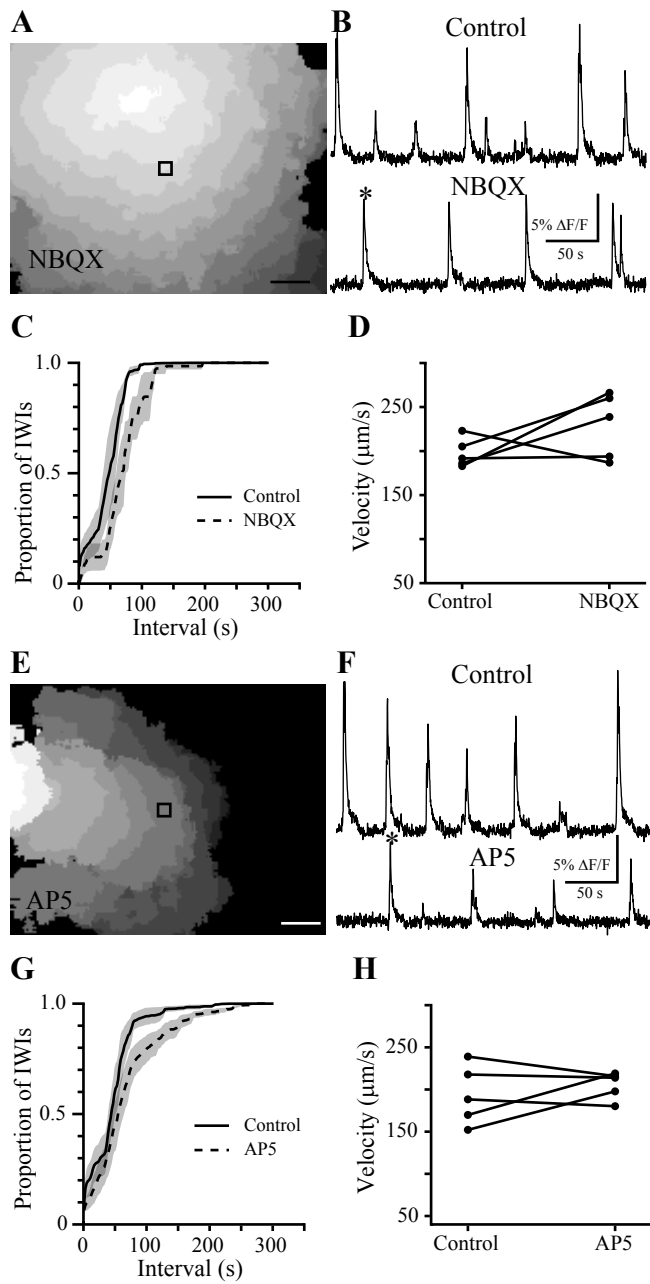 A
NBQX
B
Control
NBQX
*
5% ΔF/F
50 s
C
1.0
0.5
0
Proportion of IWIs
0 100 200 300
Interval (s)
Control
NBQX
D
250
150
50
Velocity (μm/s)
Control NBQX
E
AP5
F
Control
*
AP5
5% ΔF/F
50 s
G
1.0
0.5
0
Proportion of IWIs
0 100 200 300
Interval (s)
Control
AP5
H
250
150
50
Velocity (μm/s)
Control AP5